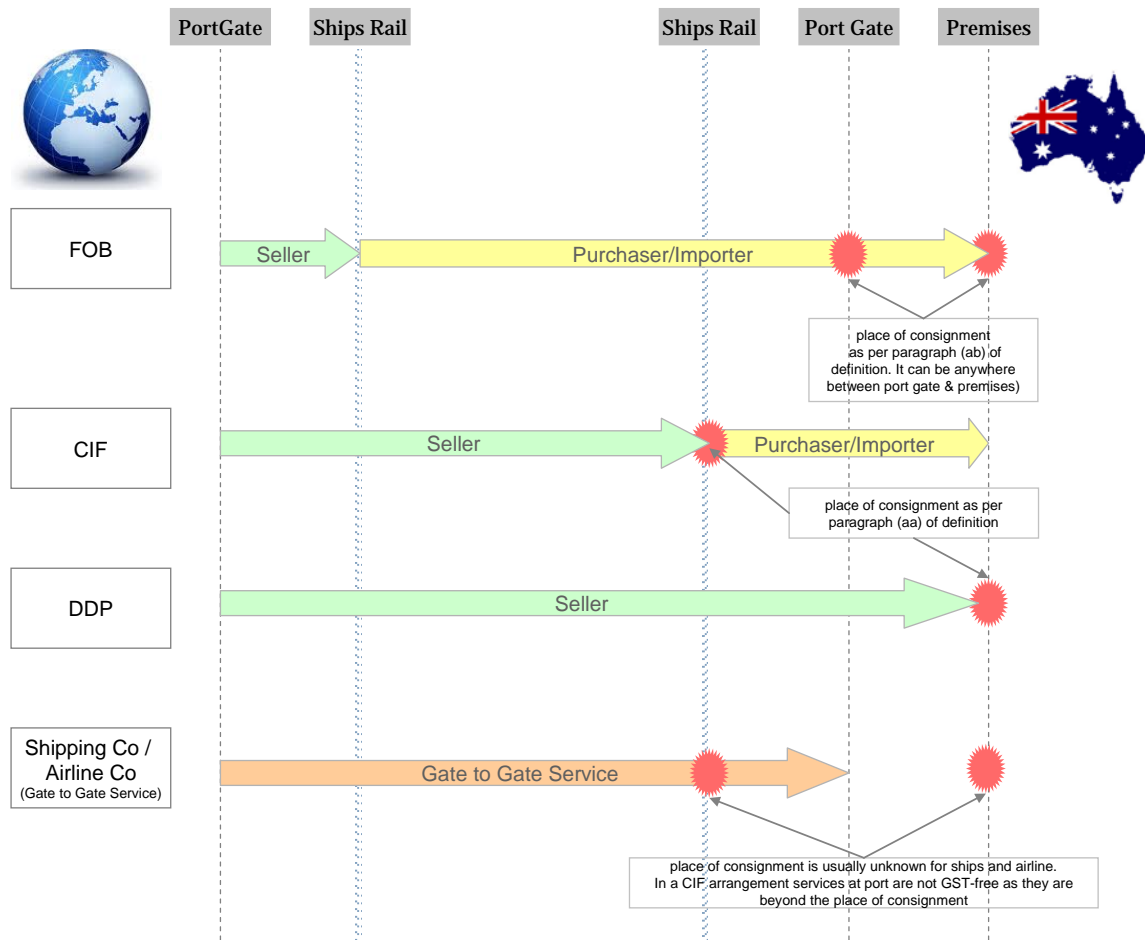 PortGate
Ships Rail
Ships Rail
Port Gate
Premises
FOB
Seller
Purchaser/Importer
place of consignment
as per paragraph (ab) of
definition. It can be anywhere
between port gate & premises)
CIF
Seller
Purchaser/Importer
place of consignment as per
paragraph (aa) of definition
DDP
Seller
Shipping Co /
Airline Co
(Gate to Gate Service)
Gate to Gate Service
place of consignment is usually unknown for ships and airline.
In a CIF arrangement services at port are not GST-free as they are
beyond the place of consignment